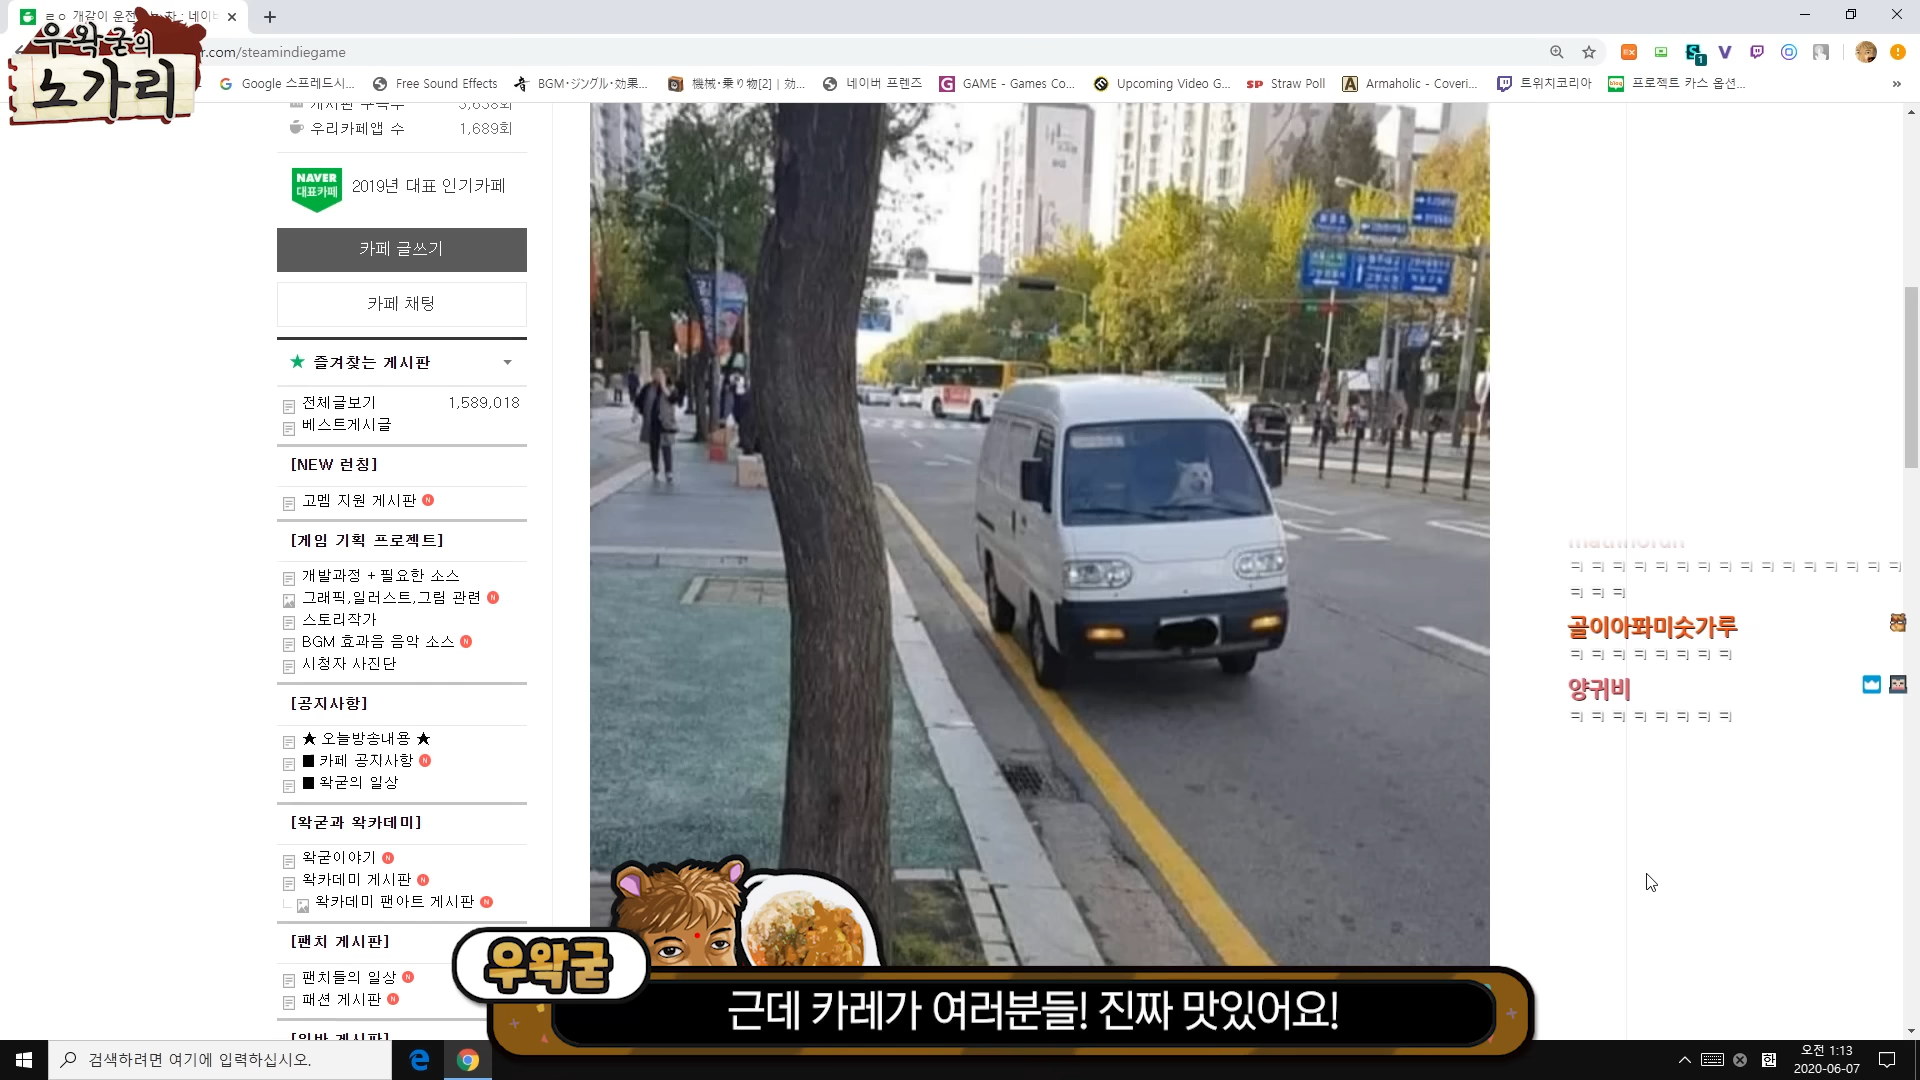 ㄹㅇ 개같이 운전
우왁굳의
노가리
r.com/steamindiegame
Google 스프레드시...
Free Sound Effects
BGM・ジングル・効果...
機械・乗り物[2] | 効...
네이버 프렌즈
GAME - Games Co...
Upcoming Video G...
Straw Poll
Armaholic - Coveri...
트위치코리아
프로젝트 카스 옵션...
우리카페앱 수 1,689회
NAVER
대표카페
2019년 대표 인기카페
카페 글쓰기
카페 채팅
★ 즐겨찾는 게시판
전체글보기 1,589,018
베스트게시글
[NEW 런칭]
고멤 지원 게시판
[게임 기획 프로젝트]
개발과정 + 필요한 소스
그래픽,일러스트,그림 관련
스토리작가
BGM 효과음 음악 소스
시청자 사진단
[공지사항]
★ 오늘방송내용 ★
■ 카페 공지사항
■ 왁굳의 일상
[왁굳과 왁카데미]
왁굳이야기
왁카데미 게시판
왁카데미 팬아트 게시판
[팬치 게시판]
팬치들의 일상
패션 게시판
ㅋㅋㅋㅋㅋㅋㅋㅋㅋㅋㅋㅋㅋㅋㅋㅋ
ㅋㅋㅋ
골이아퐈미숫가루
ㅋㅋㅋㅋㅋㅋㅋㅋ
양귀비
ㅋㅋㅋㅋㅋㅋㅋㅋ
우왁굳
근데 카레가 여러분들! 진짜 맛있어요!
검색하려면 여기에 입력하십시오.
한
오전 1:13
2020-06-07